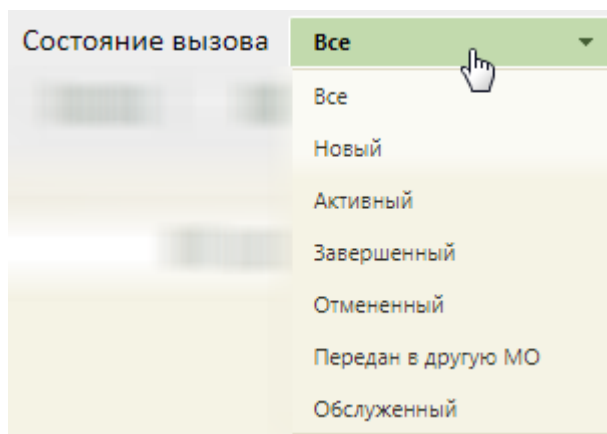 Состояние вызова Все
Все
Новый
Активный
Завершенный
Отмененный
Передан в другую МО
Обслуженный